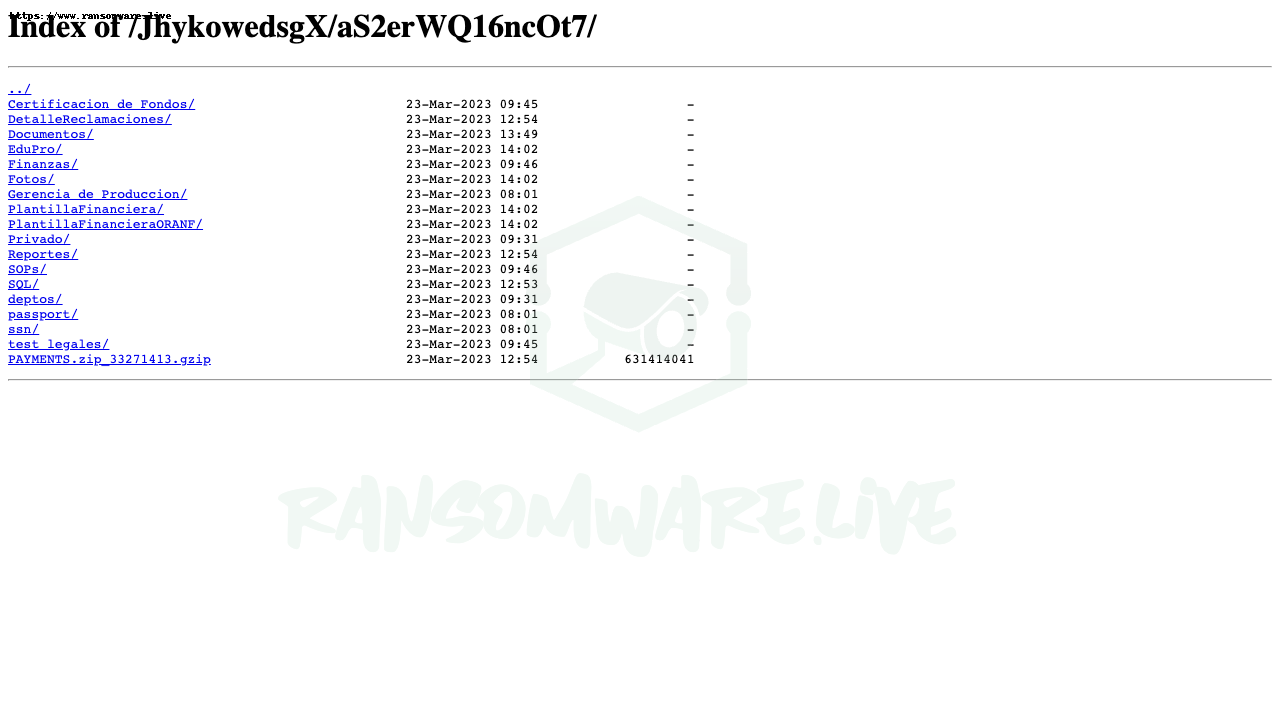 https://www.ransomware.live
Index of /JhykowedsgX/aS2erWQ16ncOt7/
../
Certificacion de Fondos/ 23-Mar-2023 09:45 -
DetalleReclamaciones/ 23-Mar-2023 12:54 -
Documentos/ 23-Mar-2023 13:49 -
EduPro/ 23-Mar-2023 14:02 -
Finanzas/ 23-Mar-2023 09:46 -
Fotos/ 23-Mar-2023 14:02 -
Gerencia de Produccion/ 23-Mar-2023 08:01 -
PlantillaFinanciera/ 23-Mar-2023 14:02 -
PlantillaFinancieraORANF/ 23-Mar-2023 14:02 -
Privado/ 23-Mar-2023 09:31 -
Reportes/ 23-Mar-2023 12:54 -
SOPs/ 23-Mar-2023 09:46 -
SQL/ 23-Mar-2023 12:53 -
deptos/ 23-Mar-2023 09:31 -
passport/ 23-Mar-2023 08:01 -
ssn/ 23-Mar-2023 08:01 -
test legales/ 23-Mar-2023 09:45 -
PAYMENTS.zip_33271413.gzip 23-Mar-2023 12:54 631414041
RANSOMWARE.LIVE